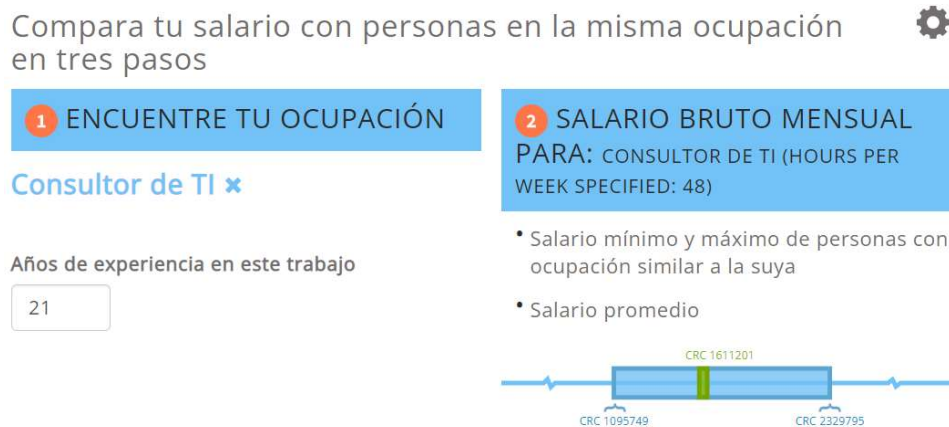 Compara tu salario con personas en la misma ocupación
en tres pasos
1 ENCUENTRE TU OCUPACIÓN
Consultor de TI ×
Años de experiencia en este trabajo
21
2 SALARIO BRUTO MENSUAL
PARA: CONSULTOR DE TI (HOURS PER
WEEK SPECIFIED: 48)
• Salario mínimo y máximo de personas con
ocupación similar a la suya
• Salario promedio
CRC 1611201
CRC 1095749
CRC 2329795